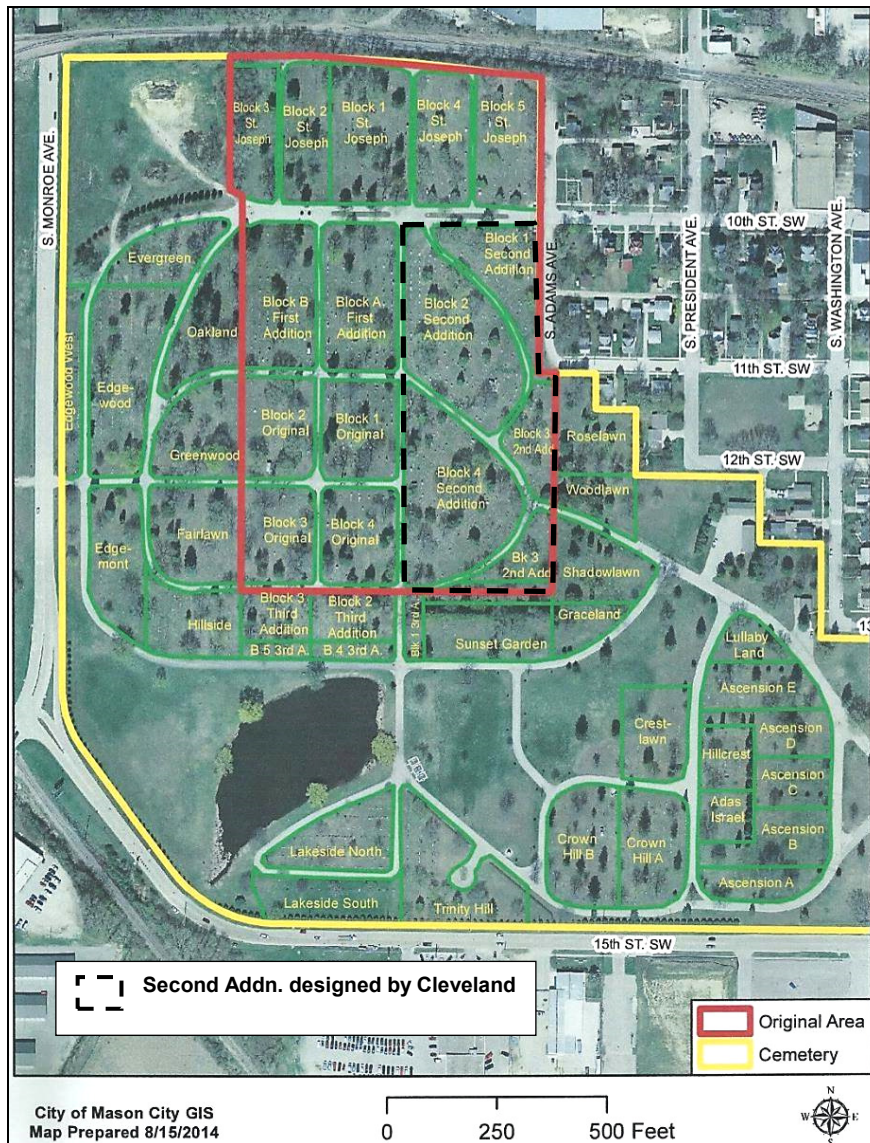 S. MONROE AVE.
Block 3
St.
Joseph
Block 2
St.
Joseph
Block 1
St.
Joseph
Block 4
St.
Joseph
Block 5
St.
Joseph
10th ST. SW
S. ADAMS AVE.
S. PRESIDENT AVE.
S. WASHINGTON AVE.
Evergreen
Block 1
Second
Addition
Block B
First
Addition
Block A
First
Addition
Block 2
Second
Addition
Oakland
Edgewood West
Edge-
wood
11th ST. SW
Block 2
Original
Block 1
Original
Block 3
2nd Add
Roselawn
Greenwood
12th ST. SW
Block 4
Second
Addition
Woodlawn
Edge-
mont
Fairlawn
Block 3
Original
Block 4
Original
Bk 3
2nd Add
Shadowlawn
Hillside
Block 3
Third
Addition
Block 2
Third
Addition
Blk 1 3rd A.
Graceland
B 5 3rd A.
B 4 3rd A.
Sunset Garden
13
Lullaby
Land
Ascension E
Crest-
lawn
Hillcrest
Ascension
D
Ascension
C
Adas
Israel
Ascension
B
Lakeside North
Crown
Hill B
Crown
Hill A
Ascension A
Lakeside South
Trinity Hill
15th ST. SW
Second Addn. designed by Cleveland
Original Area
Cemetery
City of Mason City GIS
Map Prepared 8/15/2014
0 250 500 Feet
N
W E
S